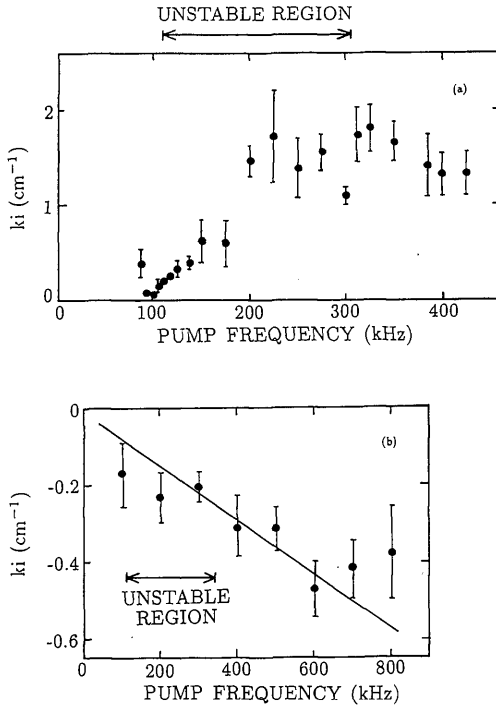 UNSTABLE REGION
(a)
2
1
0
ki (cm⁻¹)
0 100 200 300 400
PUMP FREQUENCY (kHz)
0
-0.2
-0.4
-0.6
ki (cm⁻¹)
(b)
UNSTABLE
REGION
0 200 400 600 800
PUMP FREQUENCY (kHz)